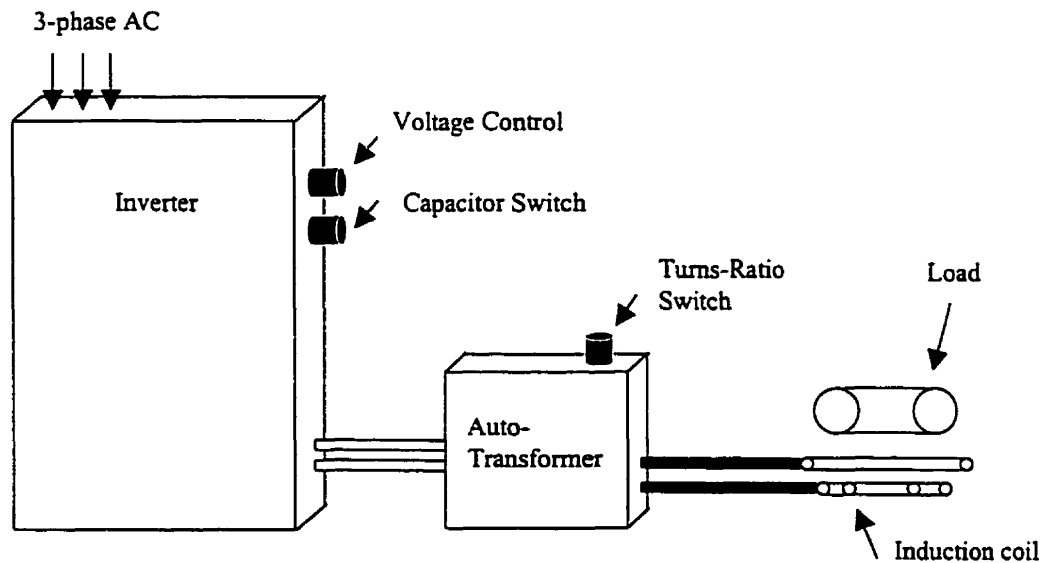 3-phase AC
Voltage Control
Inverter
Capacitor Switch
Turns-Ratio
Switch
Load
Auto-
Transformer
Induction coil